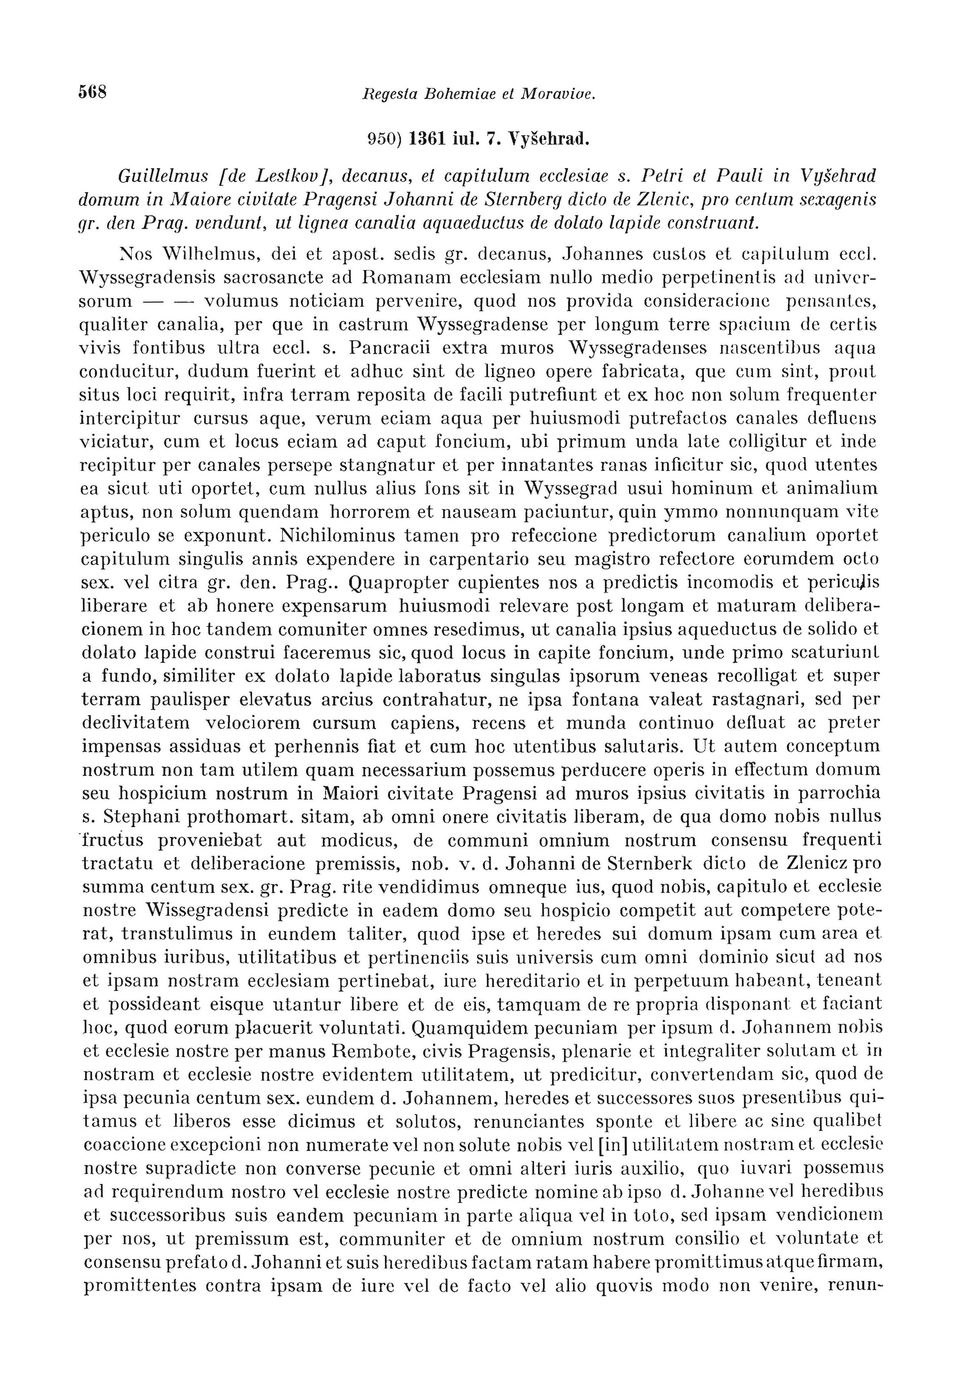 568
Regesta Bohemiae et Moraviae.
950) 1361 iul. 7. Vyšehrad.
Guillelmus [de Lestkov], decanus, et capitulum ecclesiae s. Petri et Pauli in Vyšehrad
domum in Maiore civitate Pragensi Johanni de Sternberg dicto de Zlenic, pro centum sexagenis
gr. den Prag. vendunt, ut lignea canalia aquaeductus de dolato lapide construant.
Nos Wilhelmus, dei et apost. sedis gr. decanus, Johannes custos et capitulum eccl.
Wyssegradensis sacrosancte ad Romanam ecclesiam nullo medio perpetinentis ad univer-
sorum — — volumus noticiam pervenire, quod nos provida consideracione pensantes,
qualiter canalia, per que in castrum Wyssegradense per longum terre spacium de certis
vivis fontibus ultra eccl. s. Pancracii extra muros Wyssegradenses nascentibus aqua
conducitur, dudum fuerint et adhuc sint de ligneo opere fabricata, que cum sint, prout
situs loci requirit, infra terram reposita de facili putrefiunt et ex hoc non solum frequenter
intercipitur cursus aque, verum eciam aqua per huiusmodi putrefactos canales defluens
viciatur, cum et locus eciam ad caput foncium, ubi primum unda late colligitur et inde
recipitur per canales persepe stangnatur et per innatantes ranas inficitur sic, quod utentes
ea sicut uti oportet, cum nullus alius fons sit in Wyssegrad usui hominum et animalium
aptus, non solum quendam horrorem et nauseam paciuntur, quin ymmo nonnunquam vite
periculo se exponunt. Nichilominus tamen pro refeccione predictorum canalium oportet
capitulum singulis annis expendere in carpentario seu magistro refectore eorumdem octo
sex. vel citra gr. den. Prag.. Quapropter cupientes nos a predictis incomodis et periculis
liberare et ab honere expensarum huiusmodi relevare post longam et maturam delibera-
cionem in hoc tandem comuniter omnes resedimus, ut canalia ipsius aqueductus de solido et
dolato lapide construi faceremus sic, quod locus in capite foncium, unde primo scaturiunt
a fundo, similiter ex dolato lapide laboratus singulas ipsorum veneas recolligat et super
terram paulisper elevatus arcius contrahatur, ne ipsa fontana valeat rastagnari, sed per
declivitatem velociorem cursum capiens, recens et munda continuo defluat ac preter
impensas assiduas et perhennis fiat et cum hoc utentibus salutaris. Ut autem conceptum
nostrum non tam utilem quam necessarium possemus perducere operis in effectum domum
seu hospicium nostrum in Maiori civitate Pragensi ad muros ipsius civitatis in parrochia
s. Stephani prothomart. sitam, ab omni onere civitatis liberam, de qua domo nobis nullus
fructus proveniebat aut modicus, de communi omnium nostrum consensu frequenti
tractatu et deliberacione premissis, nob. v. d. Johanni de Sternberk dicto de Zlenicz pro
summa centum sex. gr. Prag. rite vendidimus omneque ius, quod nobis, capitulo et ecclesie
nostre Wissegradensi predicte in eadem domo seu hospicio competit aut competere pote-
rat, transtulimus in eundem taliter, quod ipse et heredes sui domum ipsam cum area et
omnibus iuribus, utilitatibus et pertinenciis suis universis cum omni dominio sicut ad nos
et ipsam nostram ecclesiam pertinebat, iure hereditario et in perpetuum habeant, teneant
et possideant eisque utantur libere et de eis, tamquam de re propria disponant et faciant
hoc, quod eorum placuerit voluntati. Quamquidem pecuniam per ipsum d. Johannem nobis
et ecclesie nostre per manus Rembote, civis Pragensis, plenarie et integraliter solutam et in
nostram et ecclesie nostre evidentem utilitatem, ut predicitur, convertendam sic, quod de
ipsa pecunia centum sex. eundem d. Johannem, heredes et successores suos presentibus qui-
tamus et liberos esse dicimus et solutos, renunciantes sponte et libere ac sine qualibet
coaccione excepcioni non numerate vel non solute nobis vel [in] utilitatem nostram et ecclesie
nostre supradicte non converse pecunie et omni alteri iuris auxilio, quo iuvari possemus
ad requirendum nostro vel ecclesie nostre predicte nomine ab ipso d. Johanne vel heredibus
et successoribus suis eandem pecuniam in parte aliqua vel in toto, sed ipsam vendicionem
per nos, ut premissum est, communiter et de omnium nostrum consilio et voluntate et
consensu prefato d. Johanni et suis heredibus factam ratam habere promittimus atque firmam,
promittentes contra ipsam de iure vel de facto vel alio quovis modo non venire, renun-